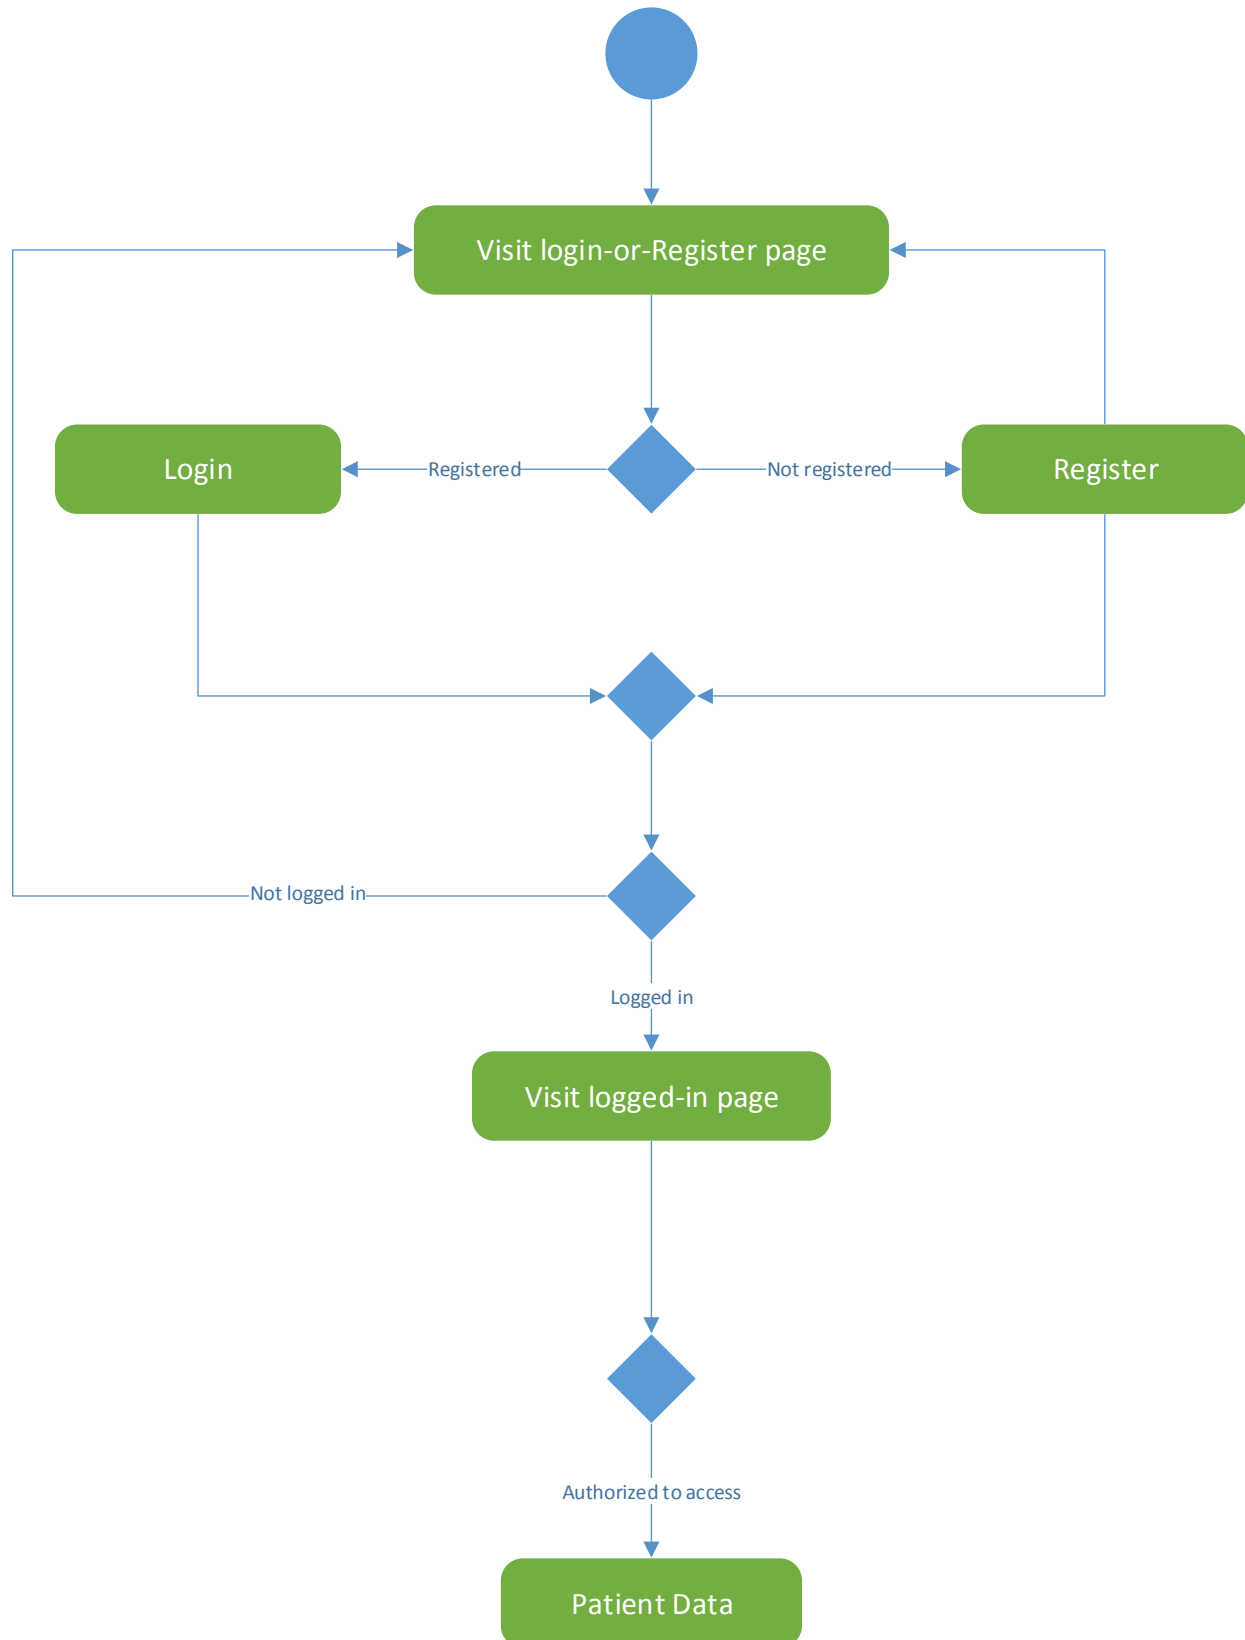 Visit login-or-Register page
Login
Registered
Not registered
Register
Not logged in
Logged in
Visit logged-in page
Authorized to access
Patient Data